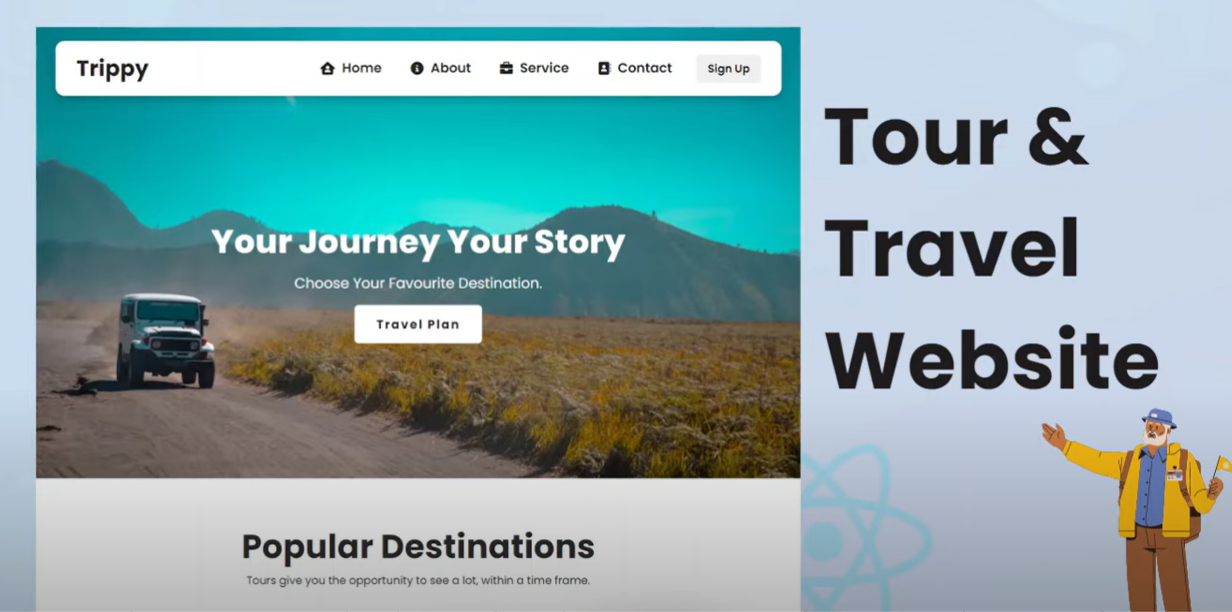 Trippy
Home
About
Service
Contact
Sign Up
Your Journey Your Story
Choose Your Favourite Destination.
Travel Plan
Popular Destinations
Tours give you the opportunity to see a lot, within a time frame.
Tour &
Travel
Website